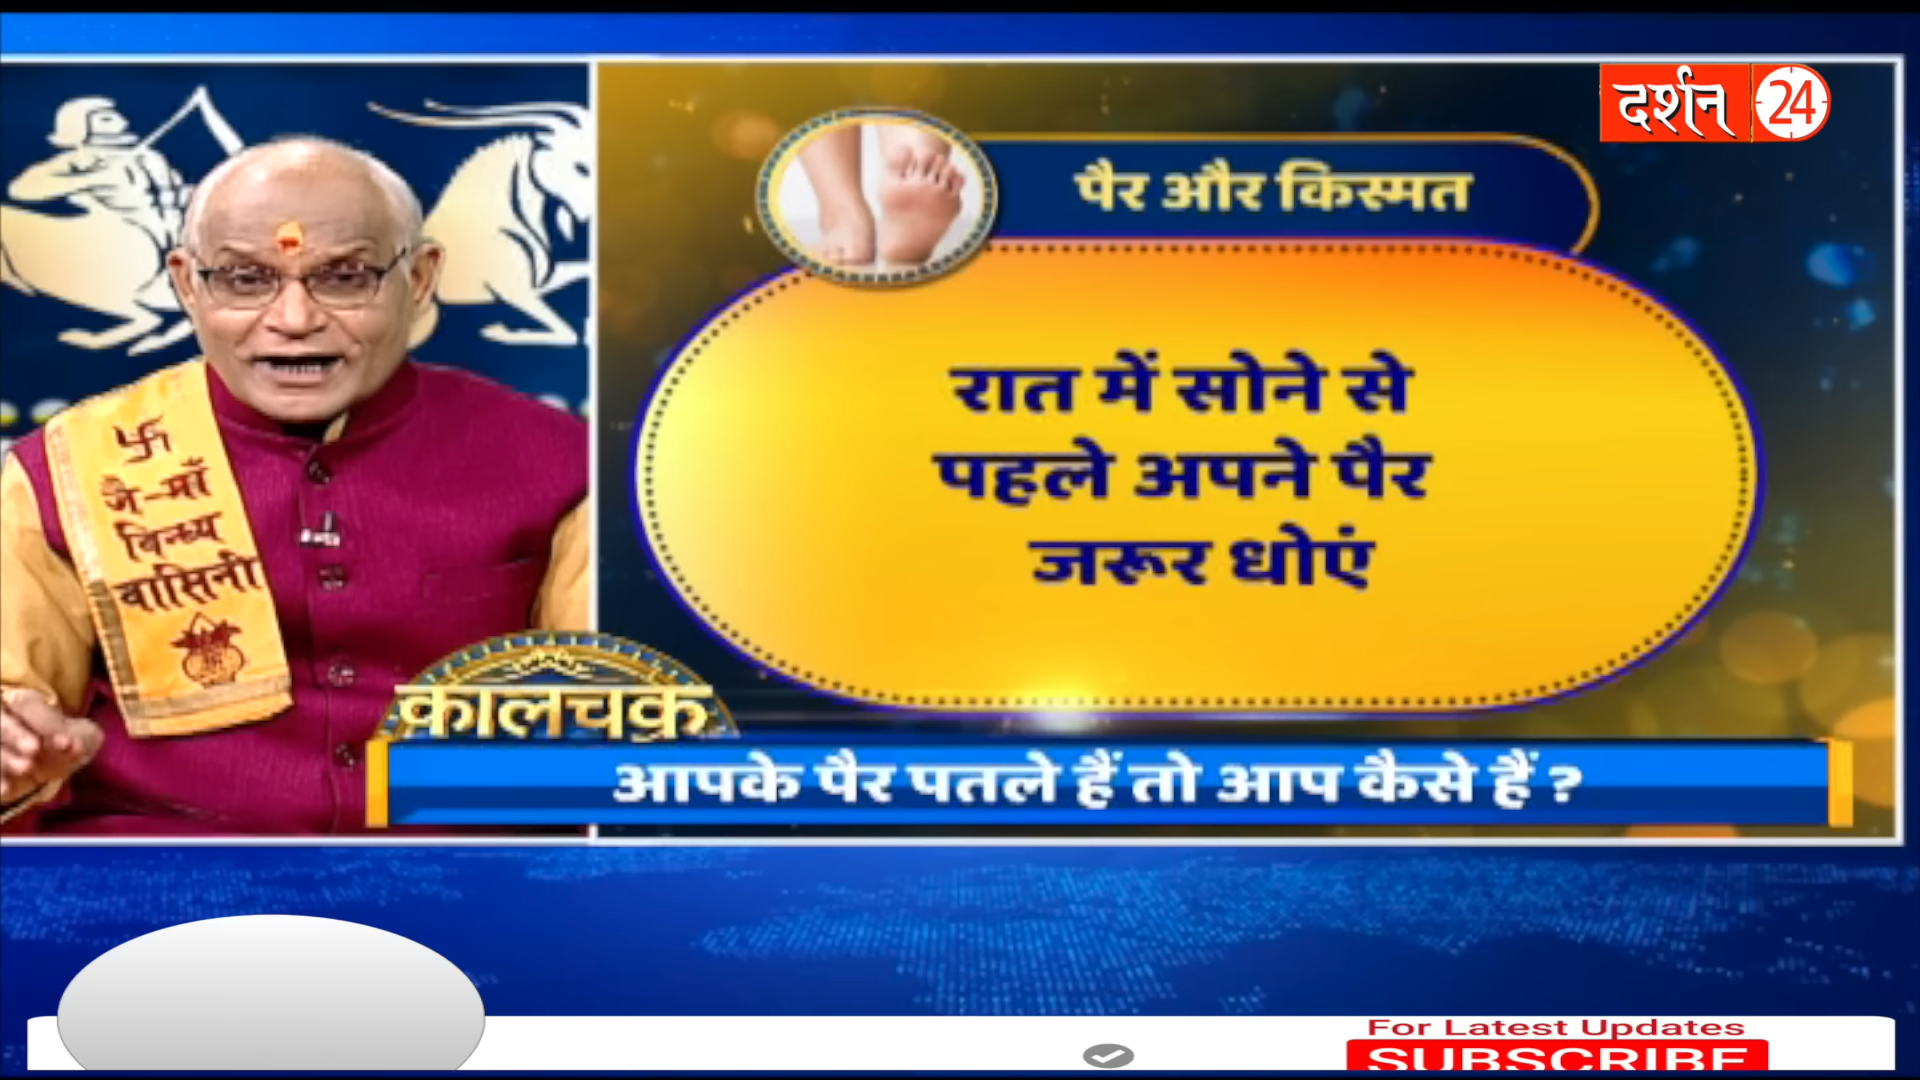 दर्शन 24
पैर और किस्मत
रात में सोने से
पहले अपने पैर
जरूर धोएं
जै-माँ
विन्ध्य
वासिनी
कालचक्र
आपके पैर पतले हैं तो आप कैसे हैं ?
For Latest Updates
SUBSCRIBE